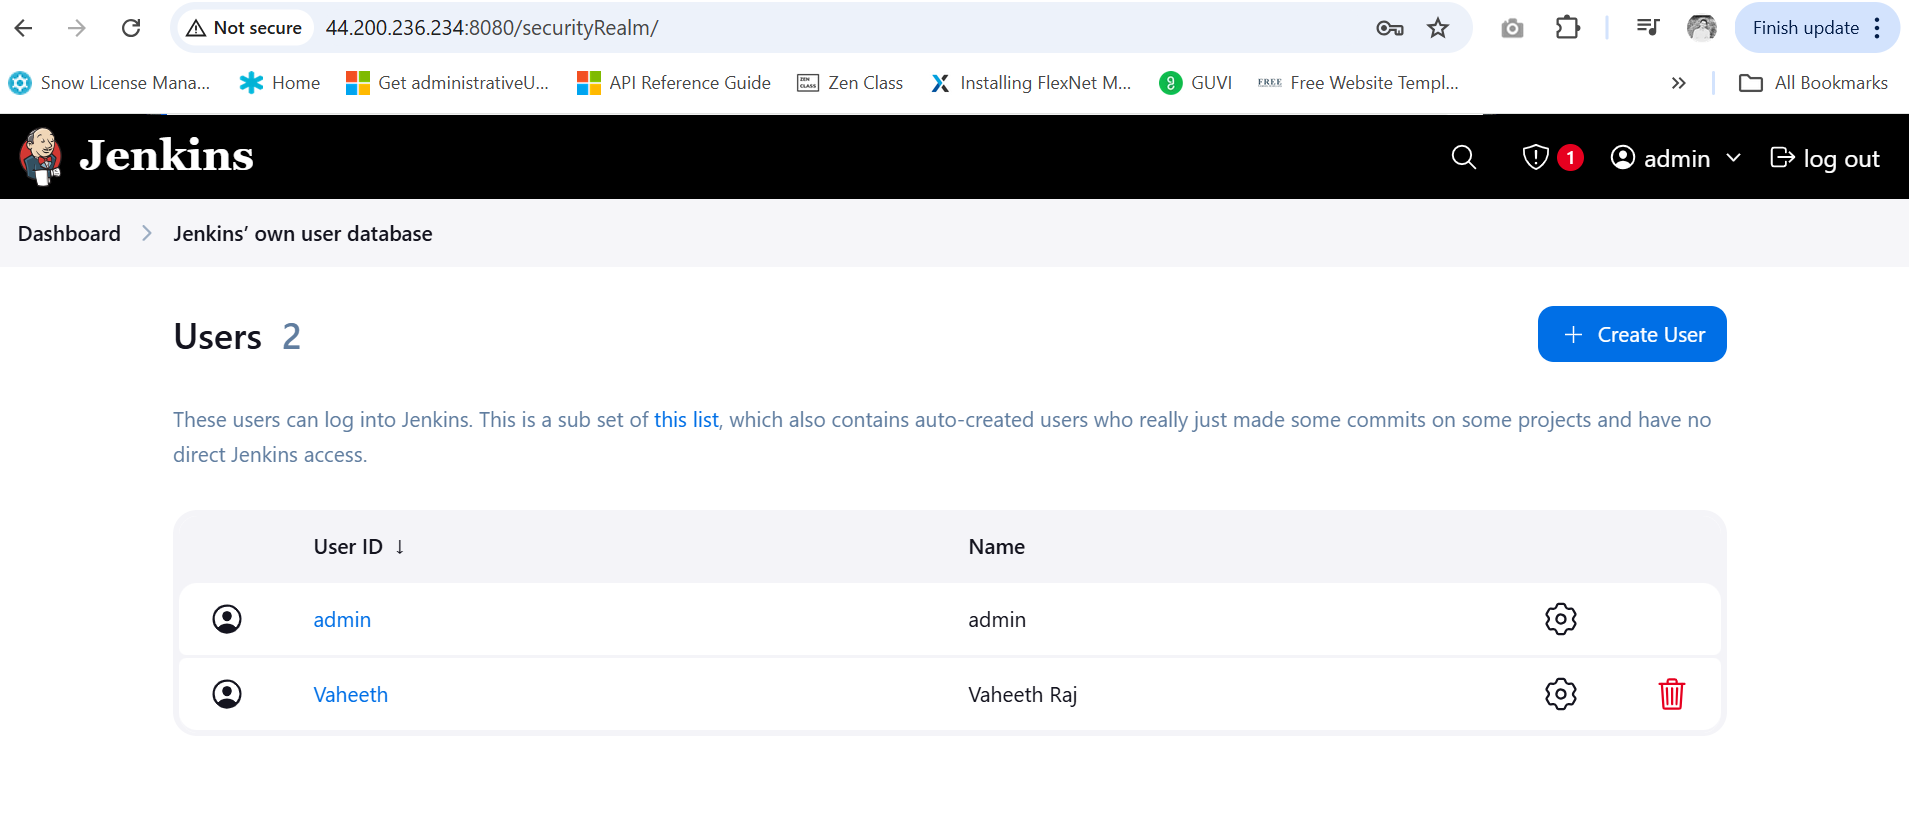 Not secure 44.200.236.234:8080/securityRealm/ Finish update
Snow License Mana... Home Get administrativeU... API Reference Guide ZEN CLASS Zen Class Installing FlexNet M... GUVI FREE Free Website Templ... All Bookmarks
Jenkins 1 admin log out
Dashboard Jenkins’ own user database
Users 2 + Create User
These users can log into Jenkins. This is a sub set of this list, which also contains auto-created users who really just made some commits on some projects and have no
direct Jenkins access.
User ID ↓ Name
admin admin
Vaheeth Vaheeth Raj